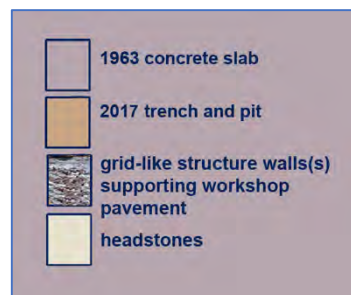 1963 concrete slab
2017 trench and pit
grid-like structure walls(s)
supporting workshop
pavement
headstones